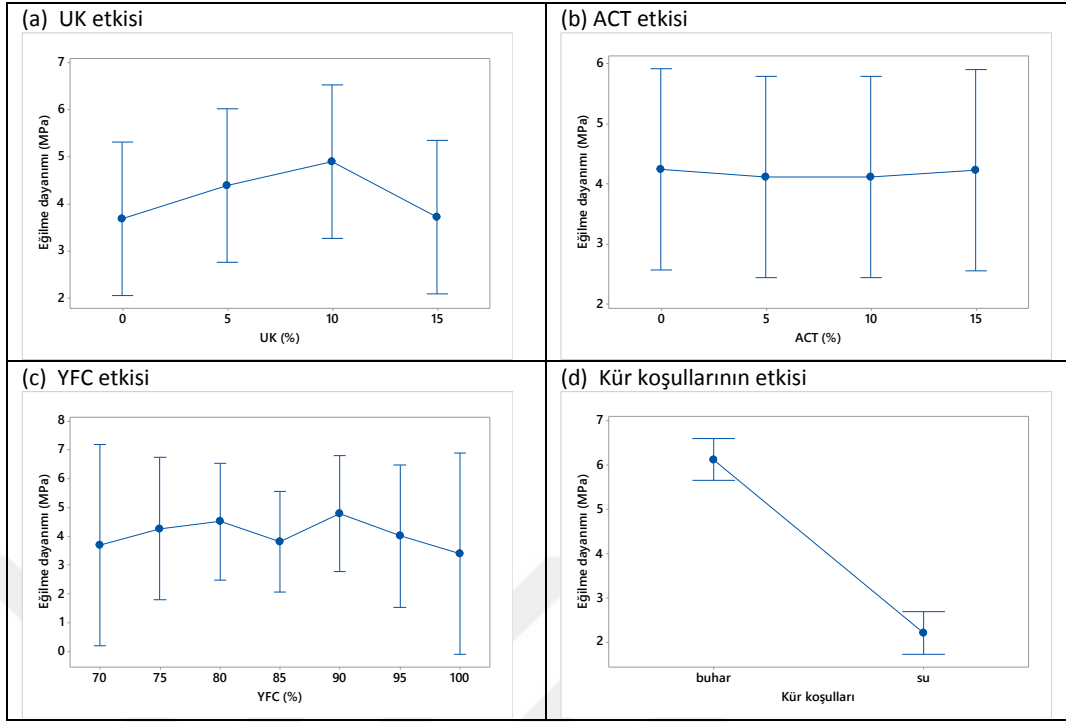 (a) UK etkisi
Eğilme dayanımı (MPa)
7
6
5
4
3
2
0 5 10 15
UK (%)
(b) ACT etkisi
Eğilme dayanımı (MPa)
6
5
4
3
2
0 5 10 15
ACT (%)
(c) YFC etkisi
Eğilme dayanımı (MPa)
8
7
6
5
4
3
2
1
0
70 75 80 85 90 95 100
YFC (%)
(d) Kür koşullarının etkisi
Eğilme dayanımı (MPa)
7
6
5
4
3
2
buhar su
Kür koşulları